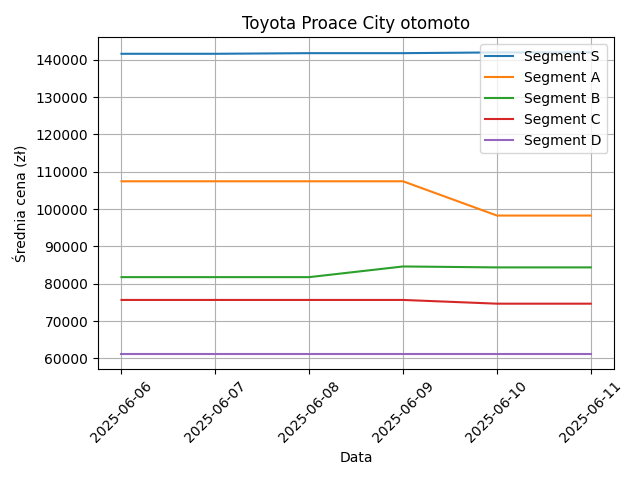 Toyota Proace City otomoto
Średnia cena (zł)
140000
130000
120000
110000
100000
90000
80000
70000
60000
Segment S
Segment A
Segment B
Segment C
Segment D
2025-06-06
2025-06-07
2025-06-08
2025-06-09
2025-06-10
2025-06-11
Data